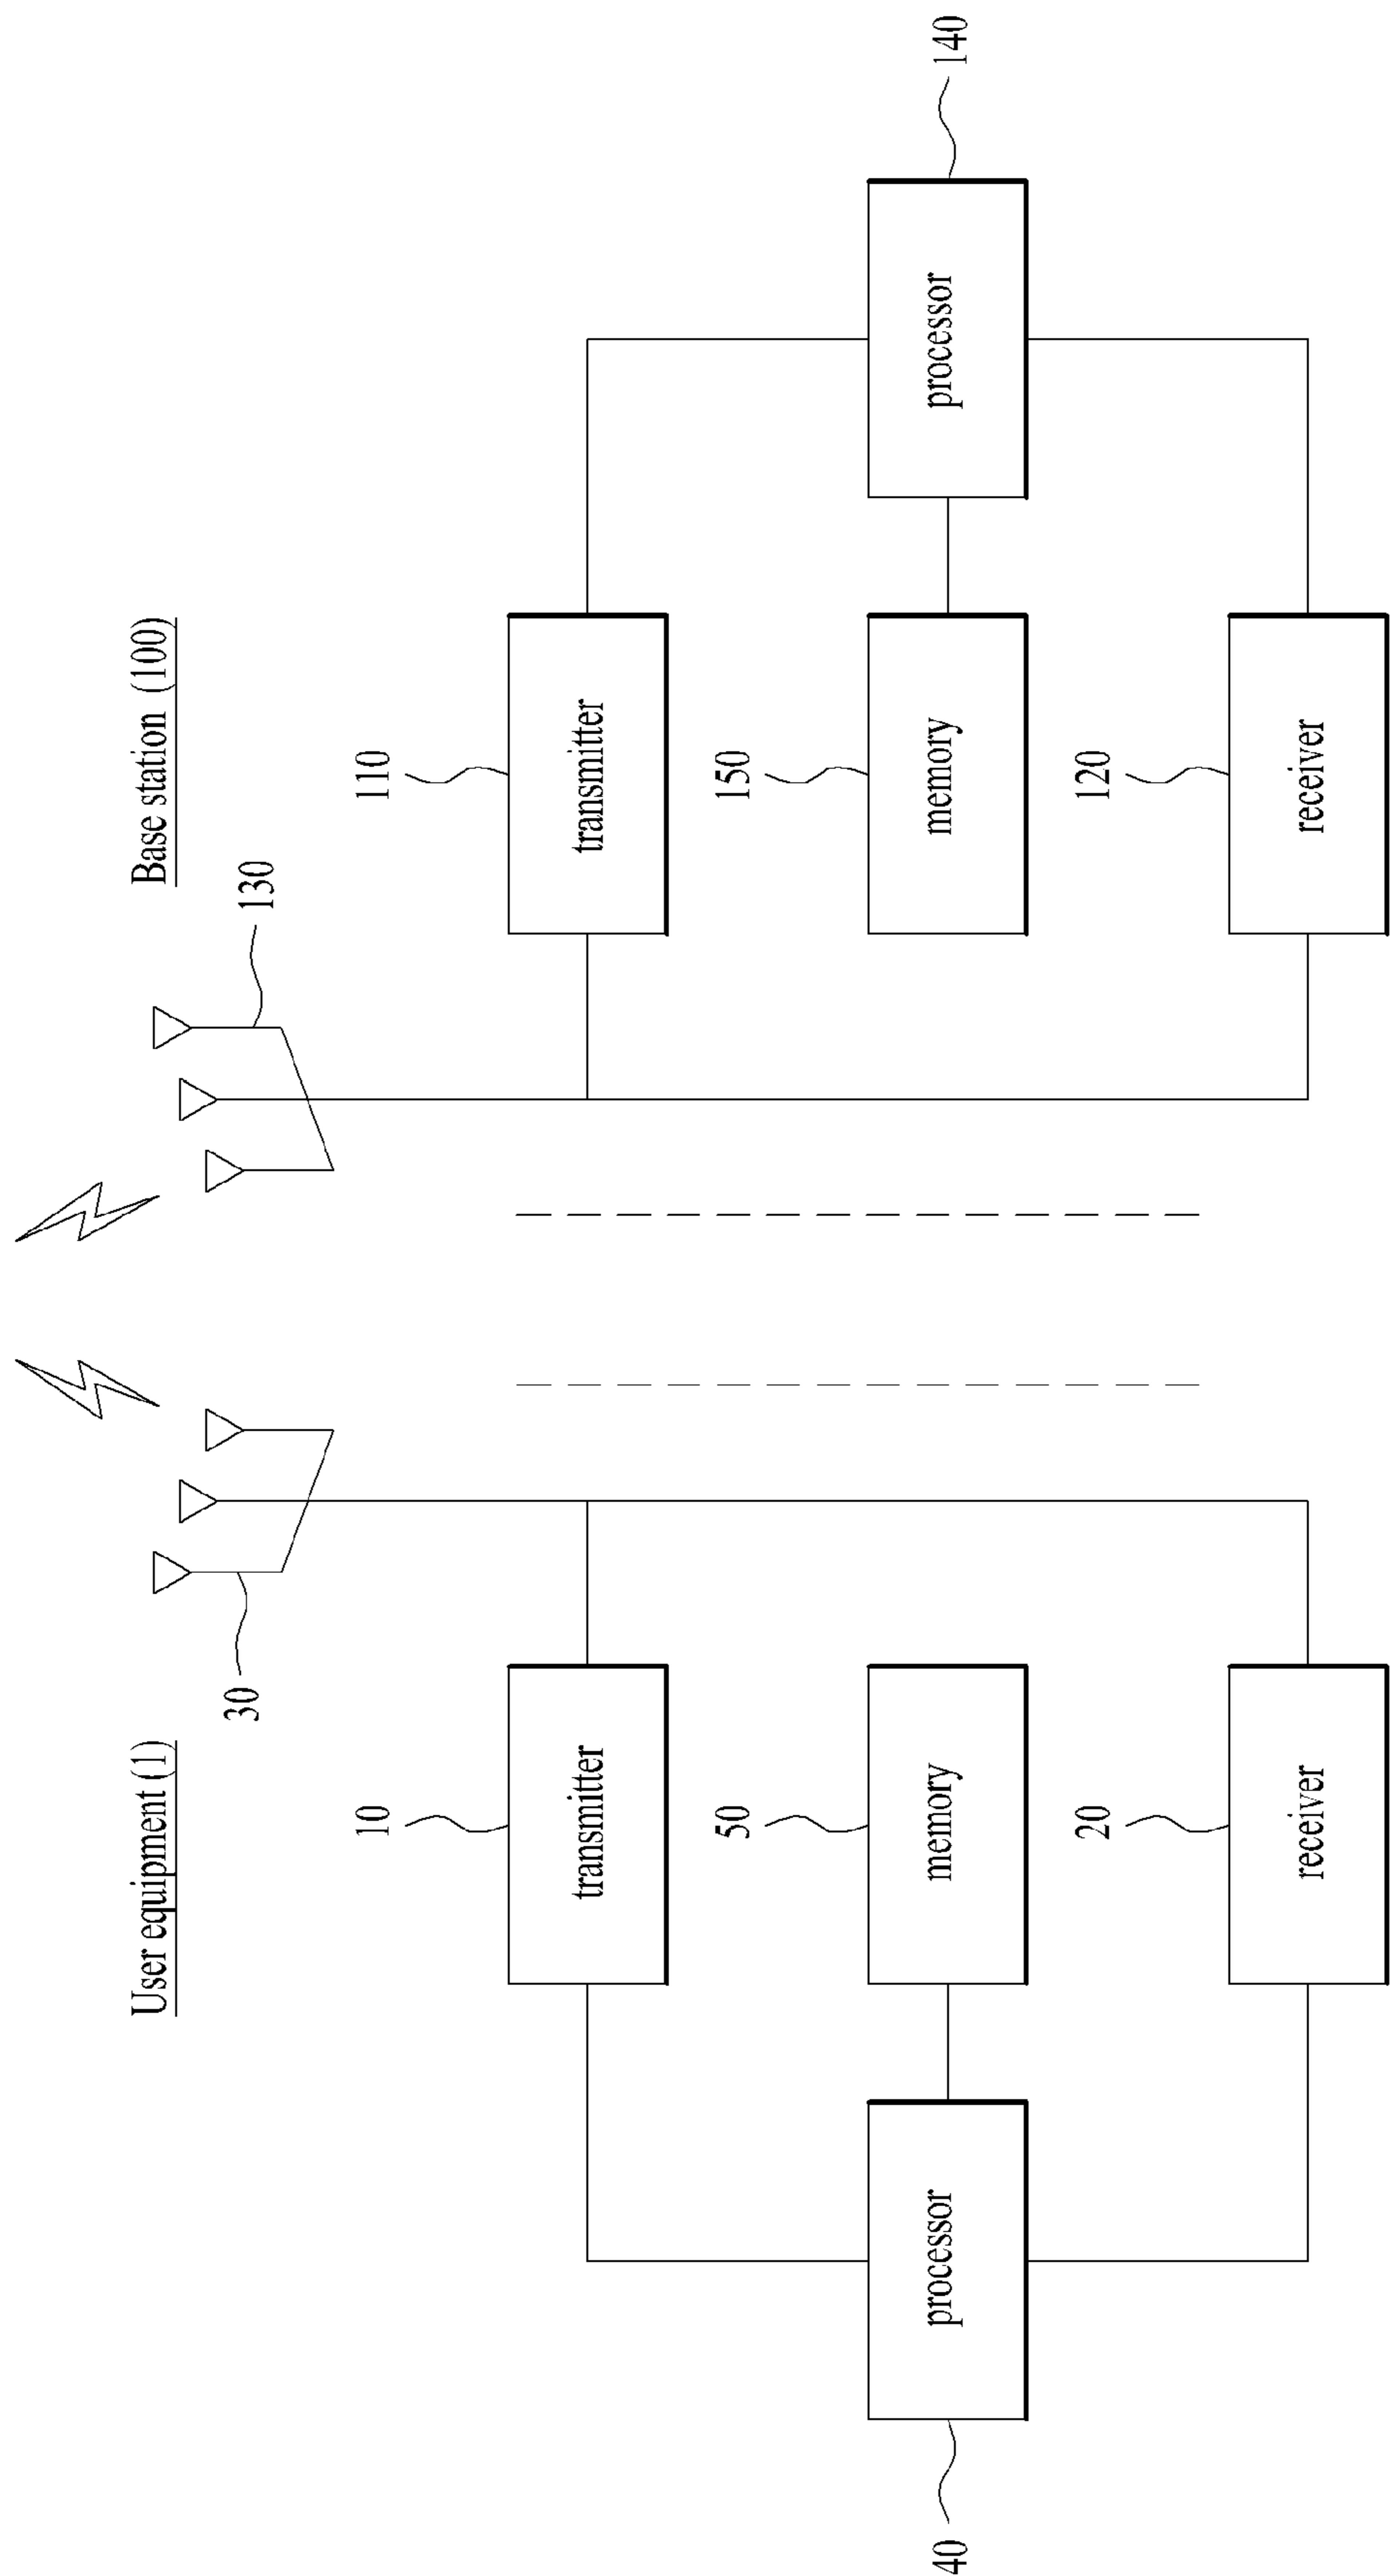 User equipment (1)
Base station (100)
30
130
10
110
transmitter
transmitter
50
150
40
processor
memory
memory
processor
140
20
120
receiver
receiver